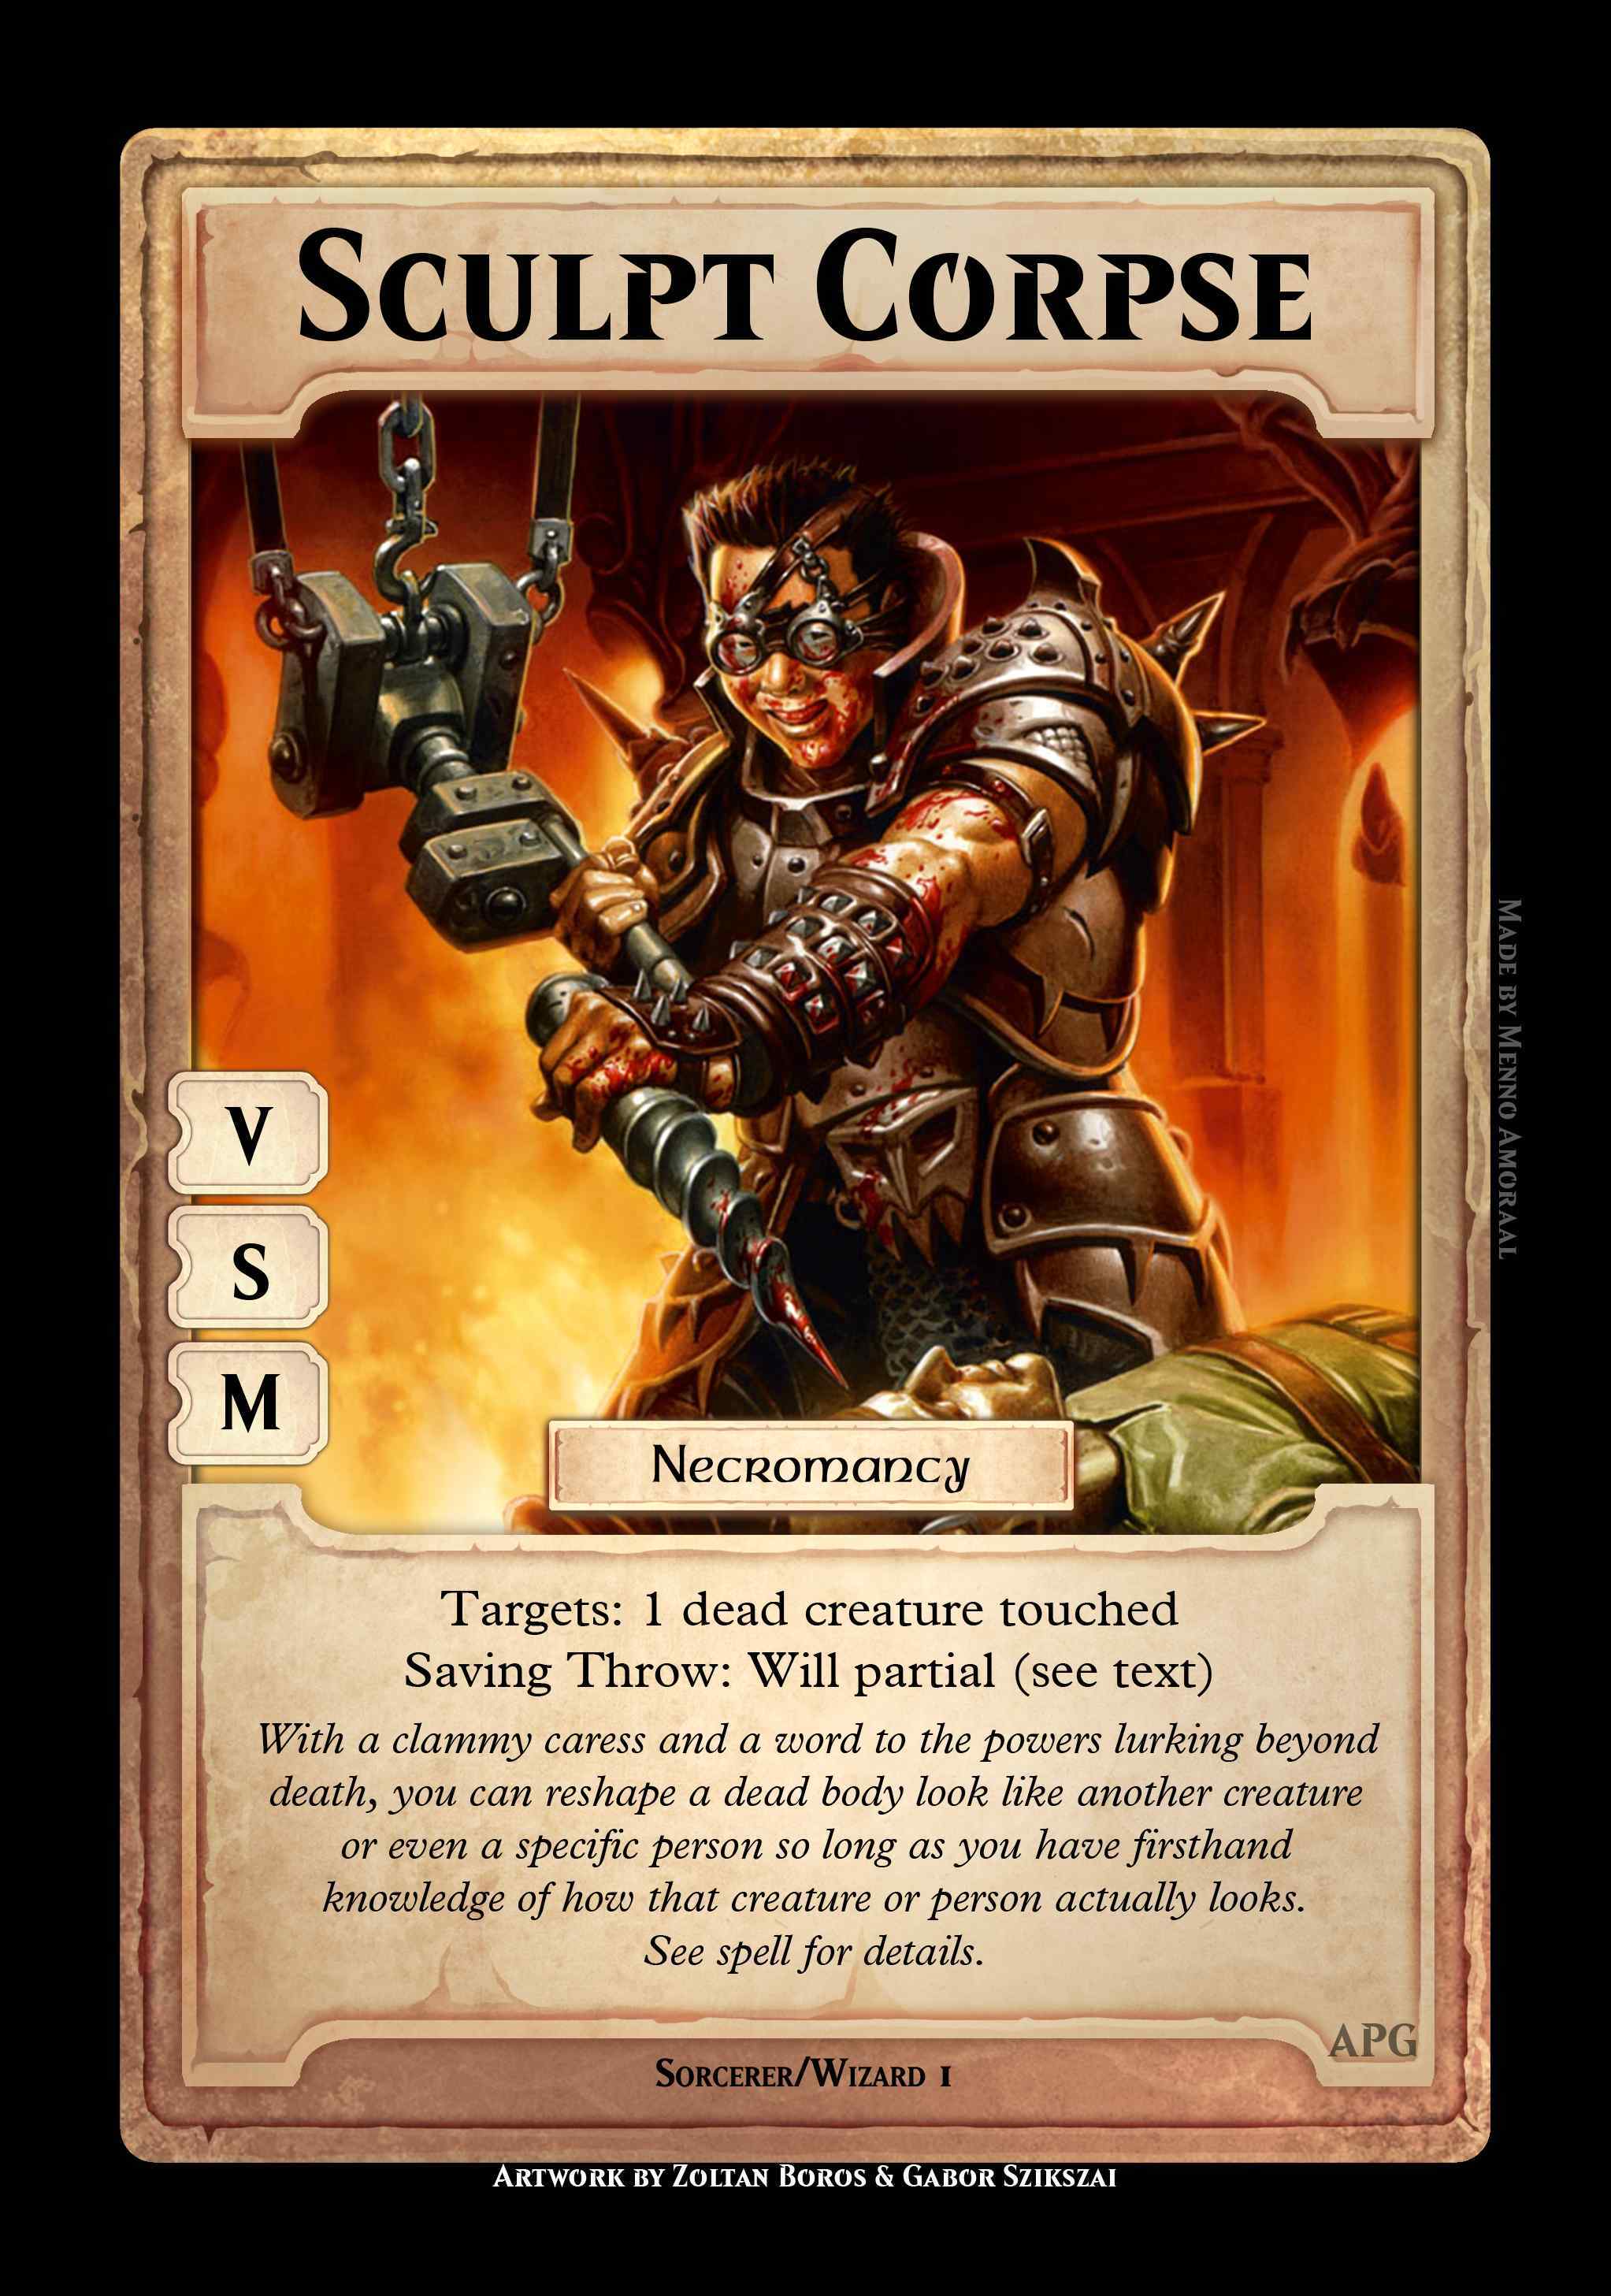 Sculpt Corpse
V
S
M
Necromancy
Targets: 1 dead creature touched
Saving Throw: Will partial (see text)
With a clammy caress and a word to the powers lurking beyond
death, you can reshape a dead body look like another creature
or even a specific person so long as you have firsthand
knowledge of how that creature or person actually looks.
See spell for details.
APG
Sorcerer/Wizard 1
Artwork by Zoltan Boros & Gabor Szikszai
Made by Menno Amoraal